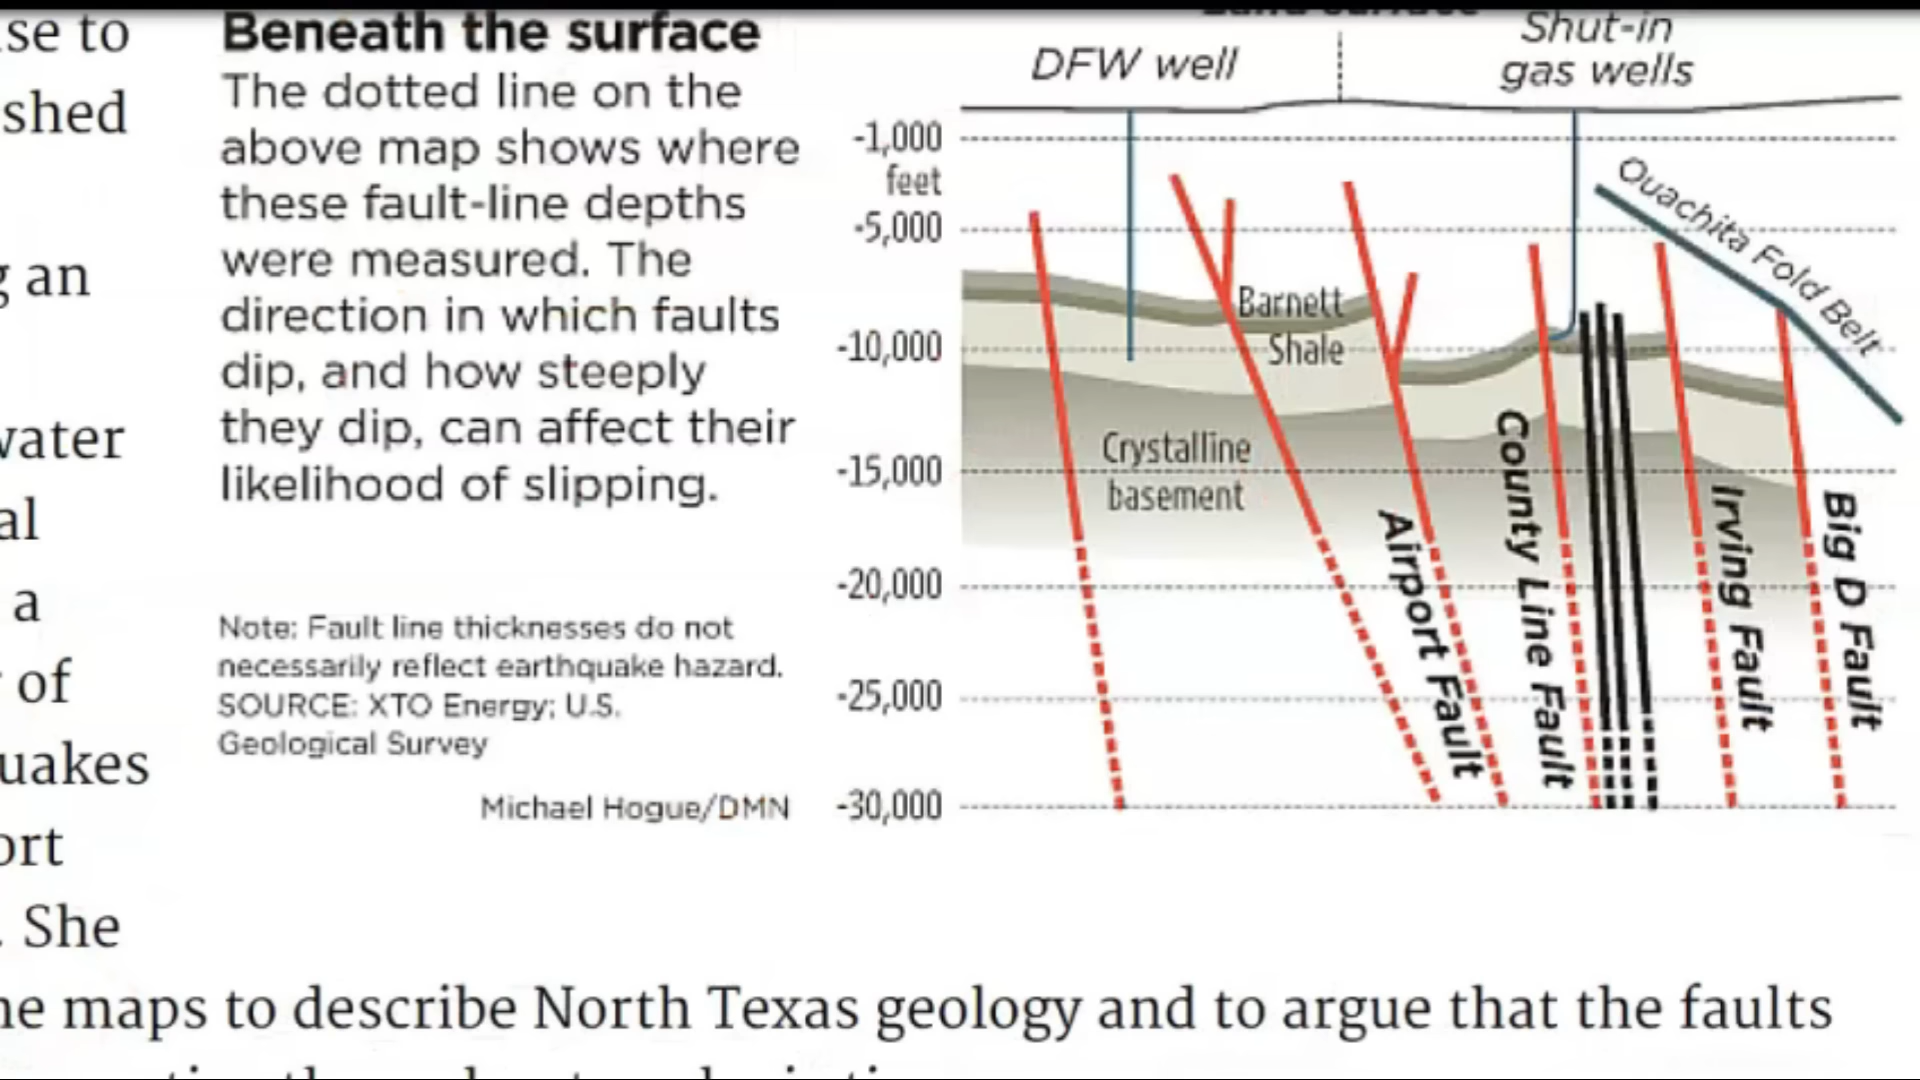 se to
shed
g an
water
al
a
of
uakes
ort
. She
Beneath the surface
The dotted line on the
above map shows where
these fault-line depths
were measured. The
direction in which faults
dip, and how steeply
they dip, can affect their
likelihood of slipping.
Note: Fault line thicknesses do not
necessarily reflect earthquake hazard.
SOURCE: XTO Energy; U.S.
Geological Survey
Michael Hogue/DMN
DFW well
Shut-in
gas wells
-1,000
feet
-5,000
-10,000
-15,000
-20,000
-25,000
-30,000
Barnett
Shale
Crystalline
basement
Ouachita Fold Belt
Airport Fault
County Line Fault
Irving Fault
Big D Fault
ne maps to describe North Texas geology and to argue that the faults